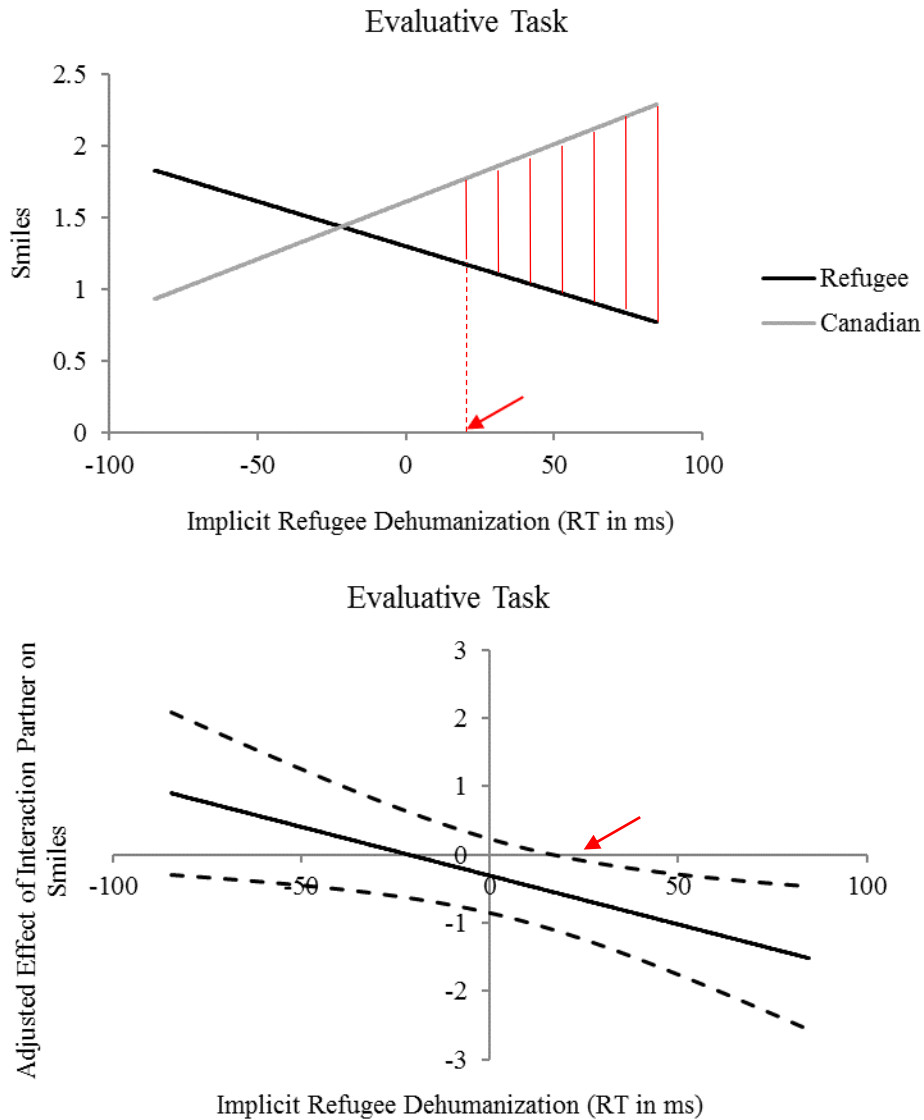 Evaluative Task
2.5
2
1.5
1
0.5
0
Smiles
-100
-50
0
50
100
Implicit Refugee Dehumanization (RT in ms)
Refugee
Canadian
Evaluative Task
Adjusted Effect of Interaction Partner on
Smiles
3
2
1
0
-1
-2
-3
-100
-50
0
50
100
Implicit Refugee Dehumanization (RT in ms)